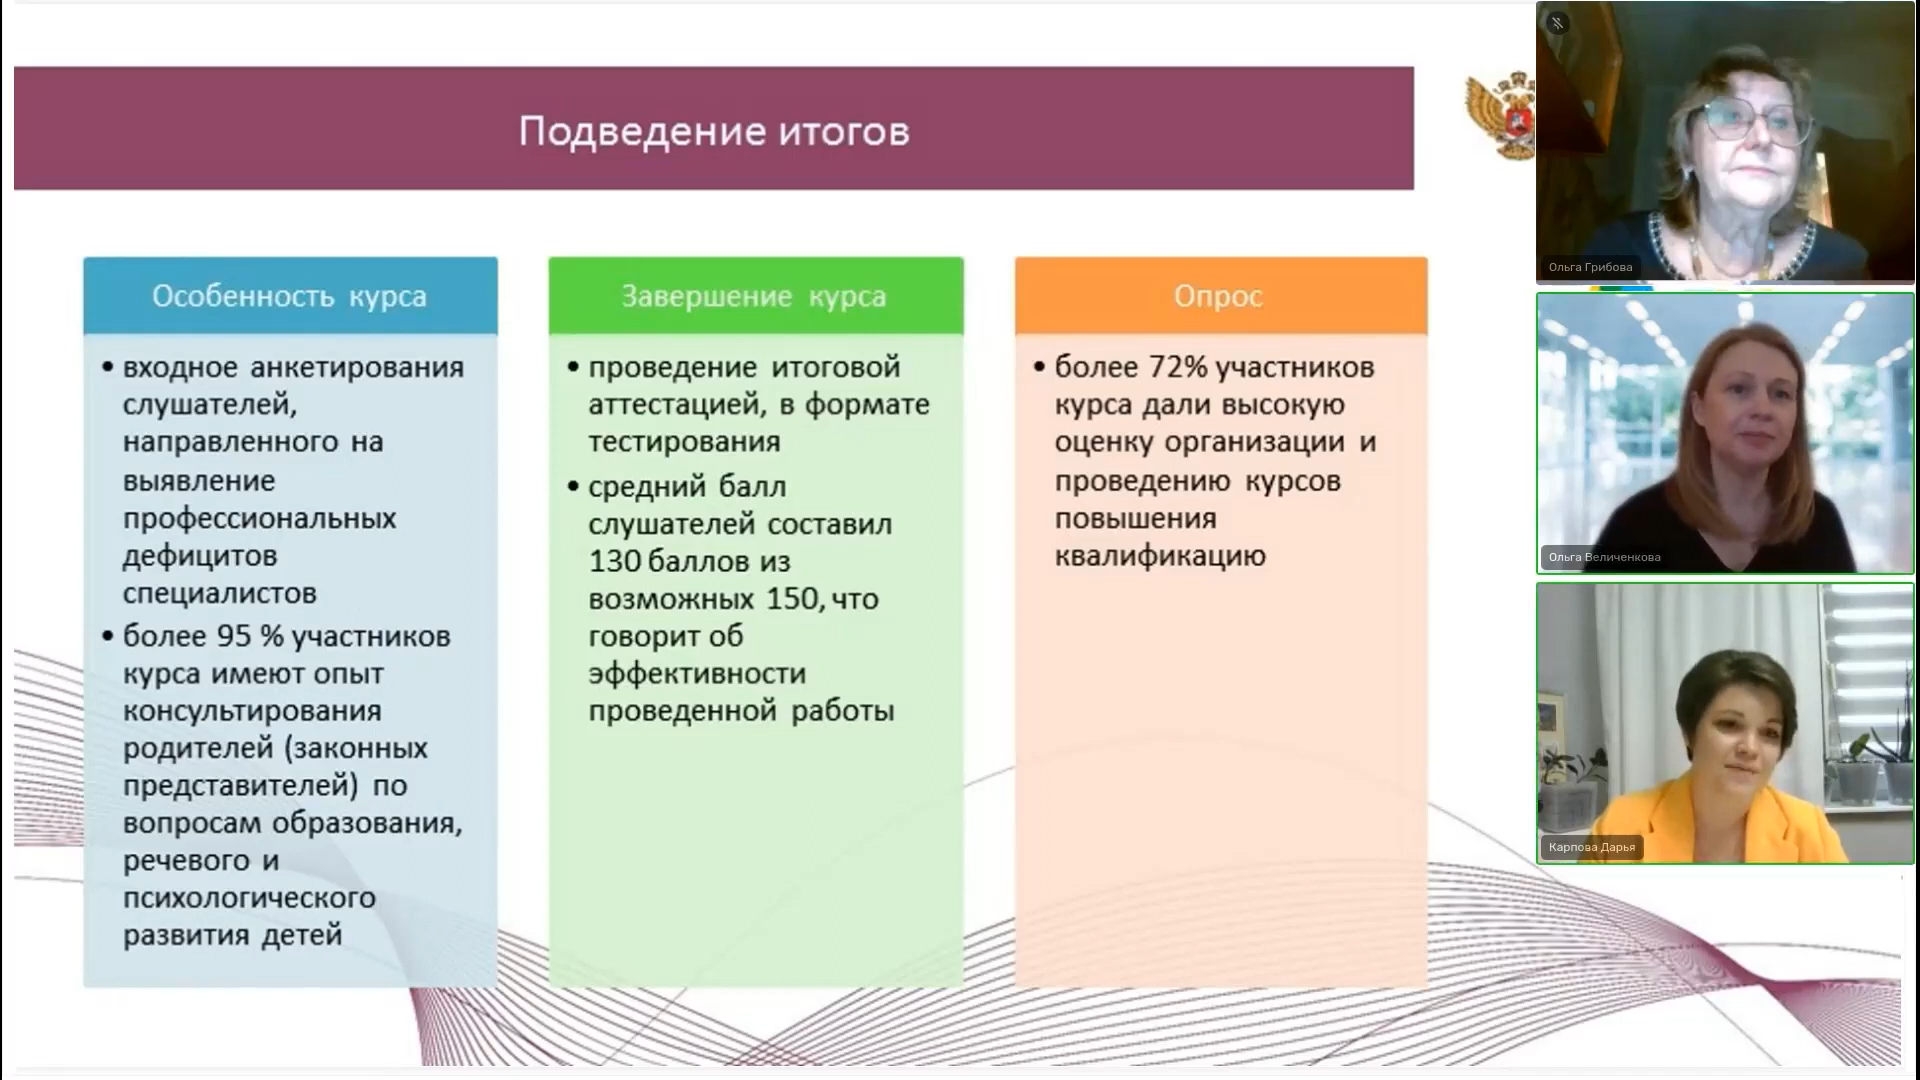 Подведение итогов
Особенность курса
• входное анкетирования
слушателей,
направленного на
выявление
профессиональных
дефицитов
специалистов
• более 95 % участников
курса имеют опыт
консультирования
родителей (законных
представителей) по
вопросам образования,
речевого и
психологического
развития детей
Завершение курса
• проведение итоговой
аттестацией, в формате
тестирования
• средний балл
слушателей составил
130 баллов из
возможных 150, что
говорит об
эффективности
проведенной работы
Опрос
• более 72% участников
курса дали высокую
оценку организации и
проведению курсов
повышения
квалификацию
Ольга Грибова
Ольга Величенкова
Карпова Дарья